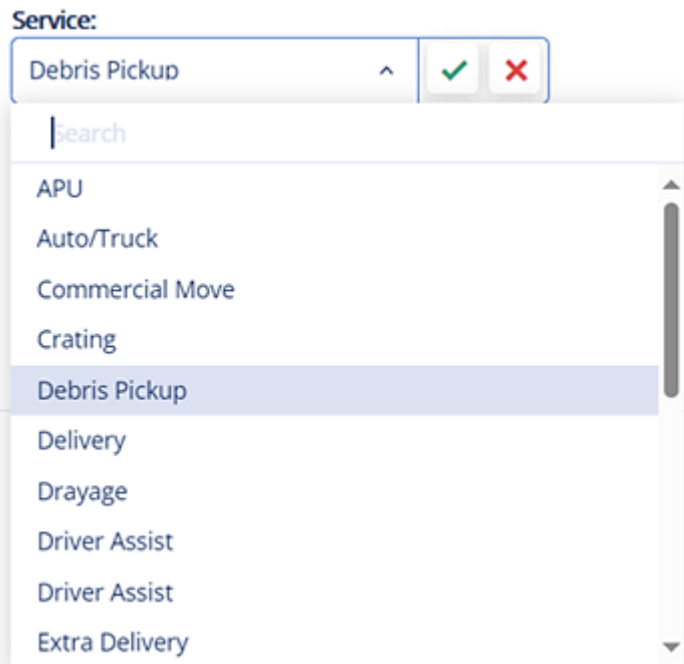 Service:
Debris Pickup
Search
APU
Auto/Truck
Commercial Move
Crating
Debris Pickup
Delivery
Drayage
Driver Assist
Driver Assist
Extra Delivery